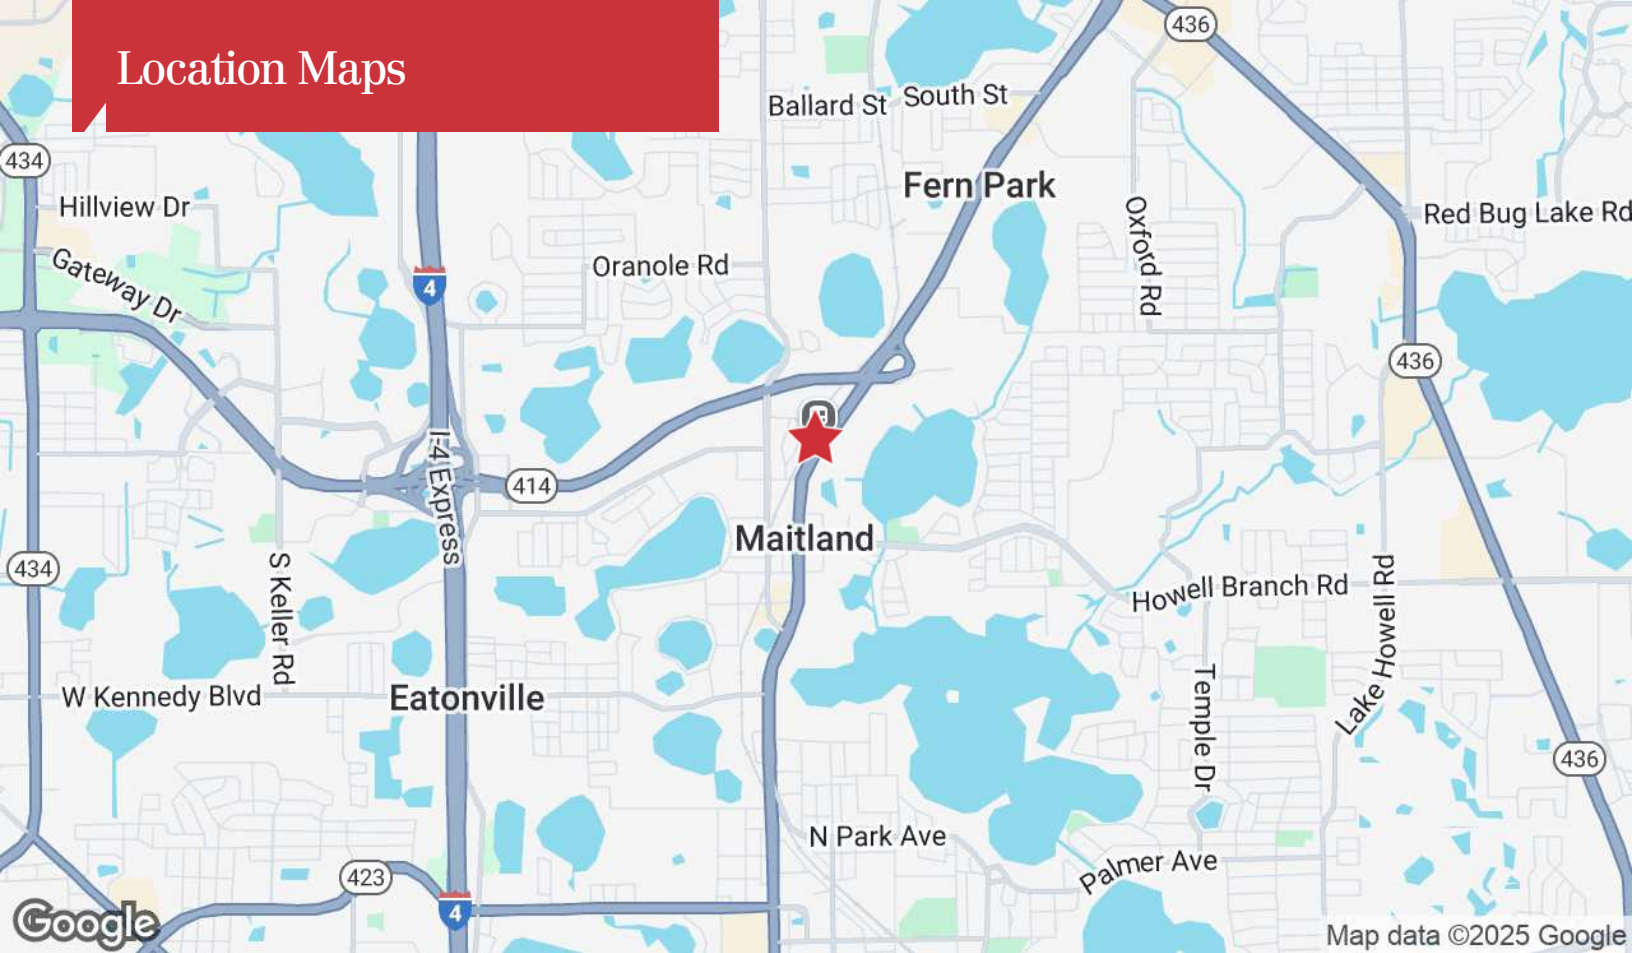 Location Maps
436
Ballard St
South St
434
Fern Park
Hillview Dr
Oxford Rd
Red Bug Lake Rd
Gateway Dr
Oranole Rd
4
436
I-4 Express
414
Maitland
434
S Keller Rd
Howell Branch Rd
Lake Howell Rd
W Kennedy Blvd
Eatonville
Temple Dr
436
N Park Ave
Palmer Ave
423
4
Google
Map data ©2025 Google